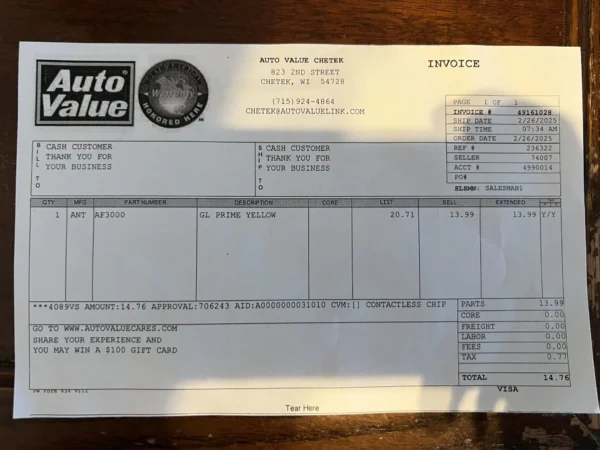 Auto Value
NORTH AMERICAN Warranty HONORED HERE
AUTO VALUE CHETEK
823 2ND STREET
CHETEK, WI 54728
(715)924-4864
CHETEK@AUTOVALUELINK.COM
INVOICE
PAGE 1 OF 1
INVOICE # 49161028
SHIP DATE 2/26/2025
SHIP TIME 07:34 AM
ORDER DATE 2/26/2025
REF # 236322
SELLER 74007
ACCT # 4990014
PO#
SLSMN: SALESMAN1
BILL TO
CASH CUSTOMER
THANK YOU FOR
YOUR BUSINESS
SHIP TO
CASH CUSTOMER
THANK YOU FOR
YOUR BUSINESS
QTY MFG PART NUMBER DESCRIPTION CORE LIST SELL EXTENDED
1 ANT AF3000 GL PRIME YELLOW 20.71 13.99 13.99 Y/Y
***4089VS AMOUNT:14.76 APPROVAL:706243 AID:A0000000031010 CVM:[] CONTACTLESS CHIP
GO TO WWW.AUTOVALUECARES.COM
SHARE YOUR EXPERIENCE AND
YOU MAY WIN A $100 GIFT CARD
PARTS 13.99
CORE 0.00
FREIGHT 0.00
LABOR 0.00
FEES 0.00
TAX 0.77
TOTAL 14.76
VISA
Tear Here